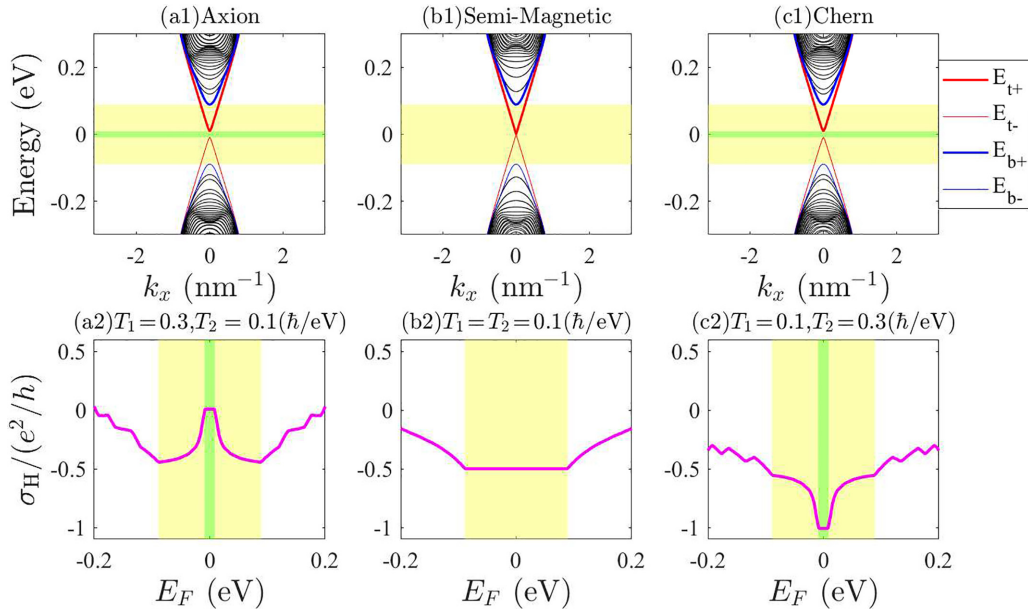 (a1)Axion
(b1)Semi-Magnetic
(c1)Chern
Energy (eV)
0.2
0
-0.2
-2
0
2
-2
0
2
-2
0
2
0.2
0
-0.2
0.2
0
-0.2
E_{t+}
E_{t-}
E_{b+}
E_{b-}
k_x (nm^{-1})
k_x (nm^{-1})
k_x (nm^{-1})
(a2)T_1=0.3,T_2 = 0.1(ħ/eV)
(b2)T_1=T_2=0.1(ħ/eV)
(c2)T_1=0.1,T_2=0.3(ħ/eV)
σ_H/(e^2/h)
0.5
0
-0.5
-1
0.5
0
-0.5
-1
0.5
0
-0.5
-1
-0.2
0
0.2
-0.2
0
0.2
-0.2
0
0.2
E_F (eV)
E_F (eV)
E_F (eV)